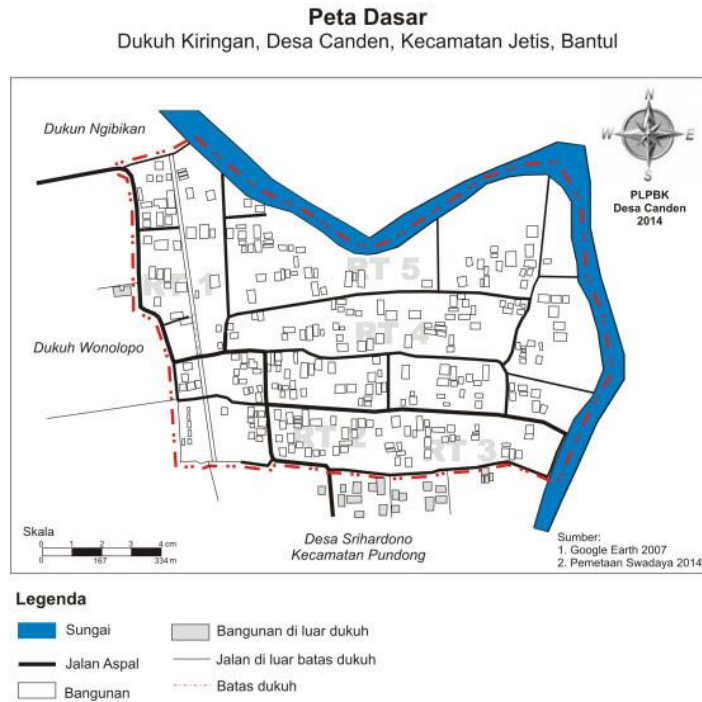 Peta Dasar
Dukuh Kiringan, Desa Canden, Kecamatan Jetis, Bantul
Dukun Ngibikan
N
W E
S
PLPBK
Desa Canden
2014
RT 5
RT 1
RT 4
Dukuh Wonolopo
RT 2
RT 3
Desa Srihardono
Kecamatan Pundong
Skala
0 1 2 3 4 cm
0 167 334 m
Sumber:
1. Google Earth 2007
2. Pemetaan Swadaya 2014
Legenda
Sungai
Jalan Aspal
Bangunan
Bangunan di luar dukuh
Jalan di luar batas dukuh
Batas dukuh